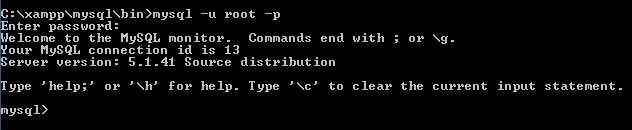 C:\xampp\mysql\bin>mysql -u root -p
Enter password:
Welcome to the MySQL monitor.  Commands end with ; or \g.
Your MySQL connection id is 13
Server version: 5.1.41 Source distribution

Type 'help;' or '\h' for help. Type '\c' to clear the current input statement.

mysql>